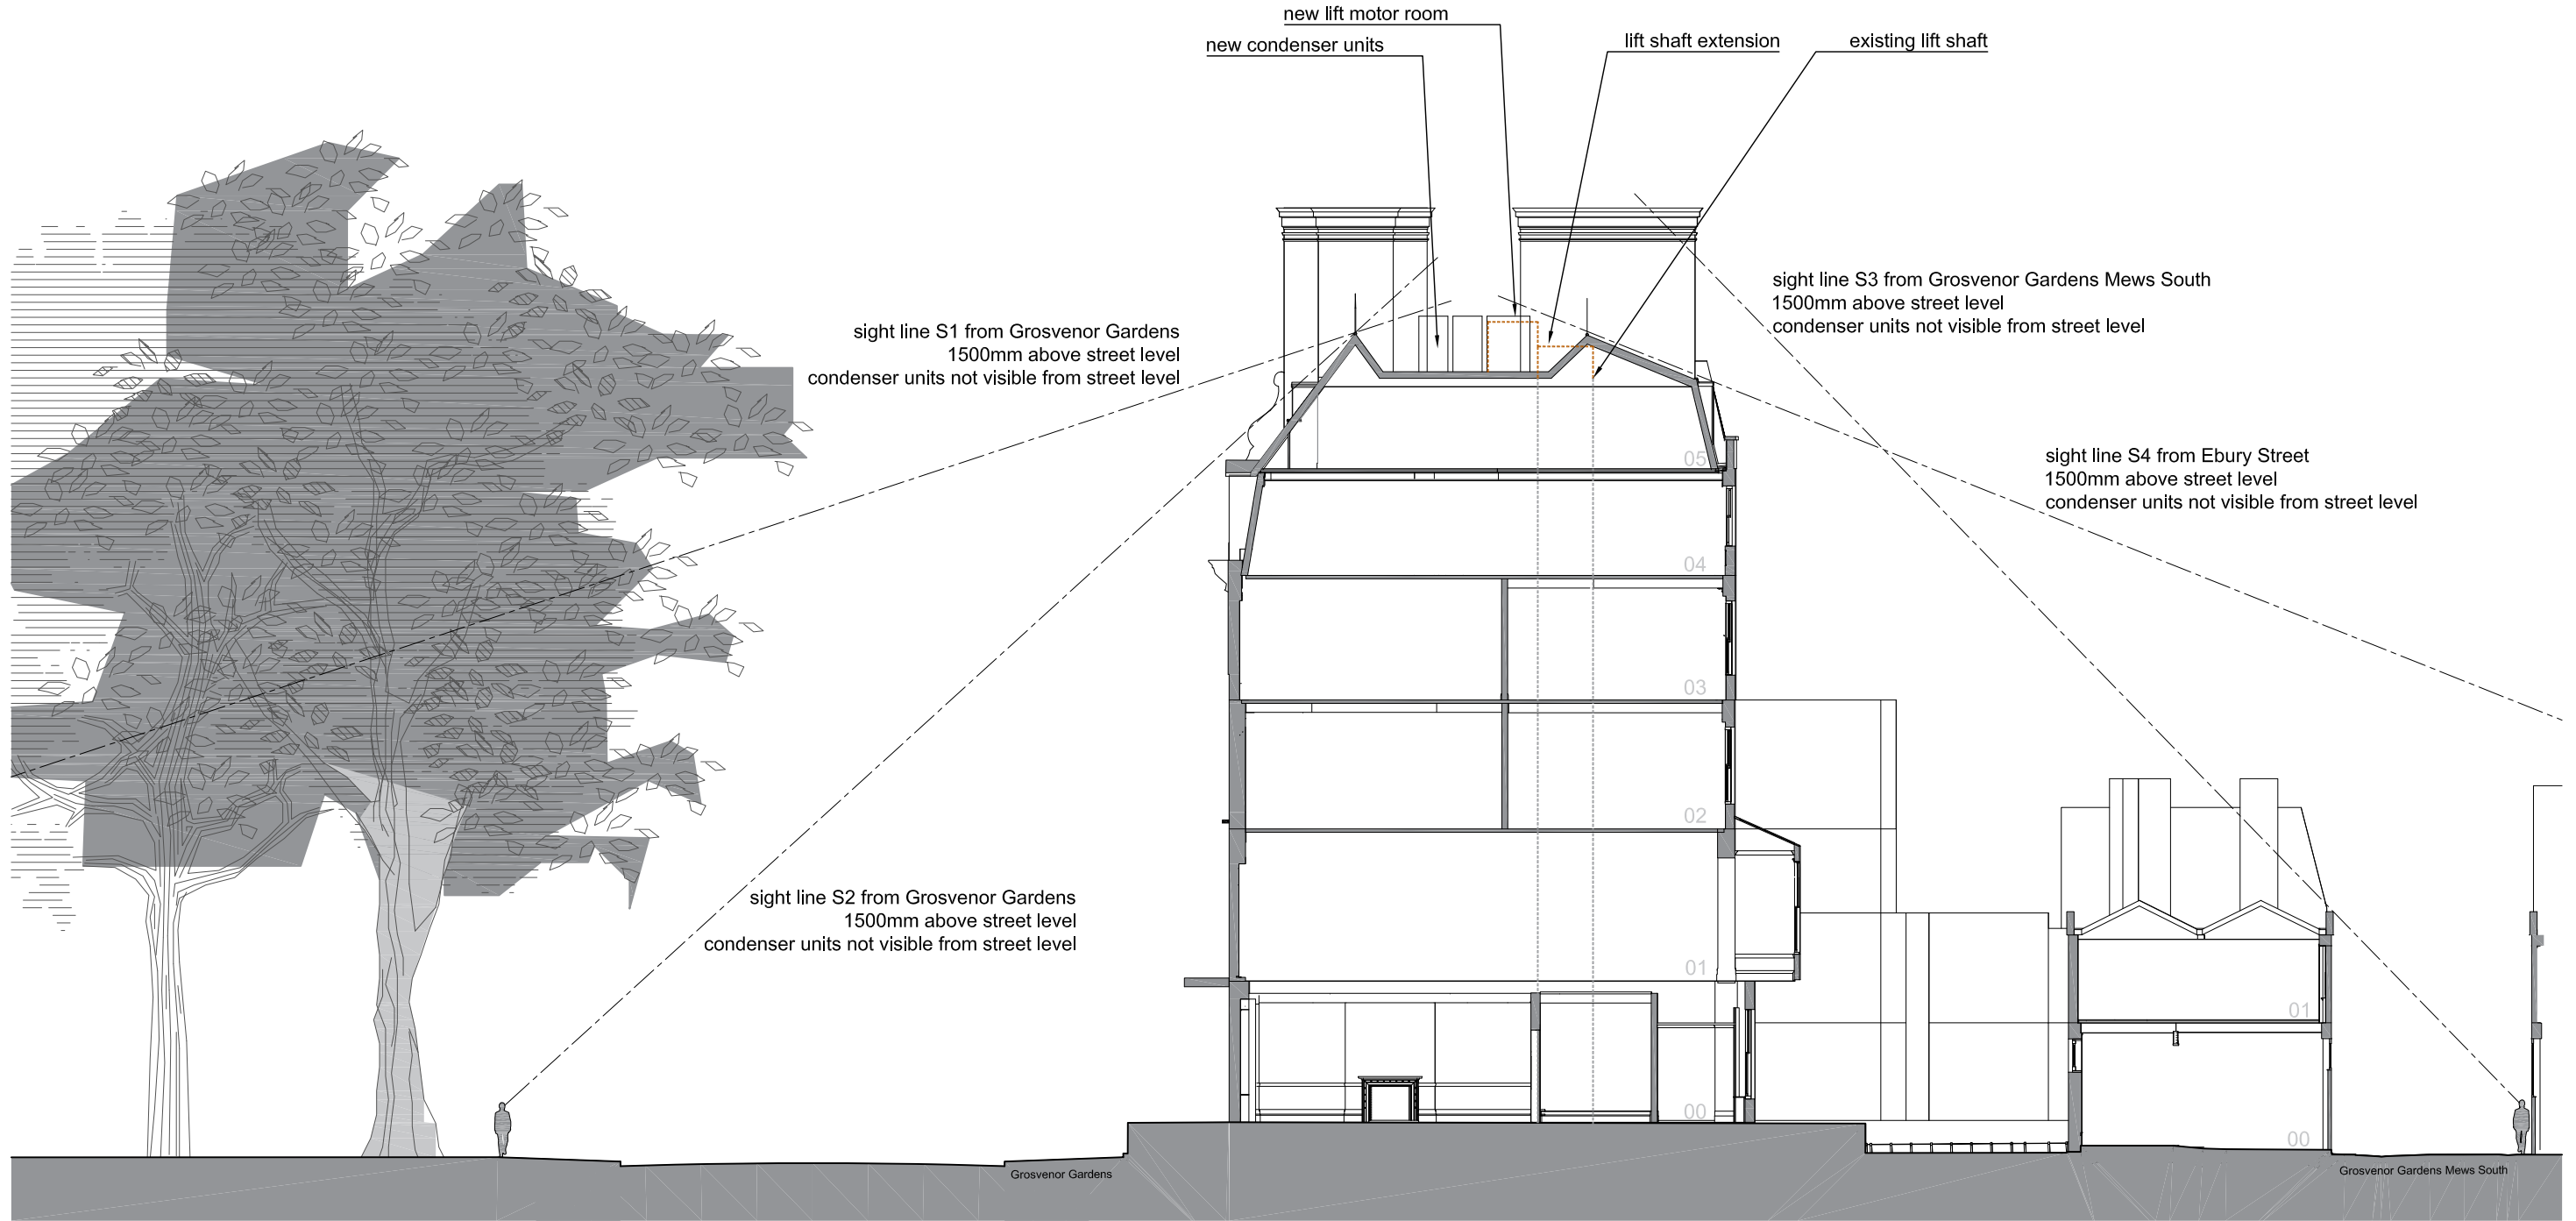 new lift motor room
new condenser units
lift shaft extension
existing lift shaft
sight line S3 from Grosvenor Gardens Mews South
1500mm above street level
condenser units not visible from street level
sight line S1 from Grosvenor Gardens
1500mm above street level
condenser units not visible from street level
sight line S4 from Ebury Street
1500mm above street level
condenser units not visible from street level
05
04
03
02
sight line S2 from Grosvenor Gardens
1500mm above street level
condenser units not visible from street level
01
01
00
00
Grosvenor Gardens
Grosvenor Gardens Mews South